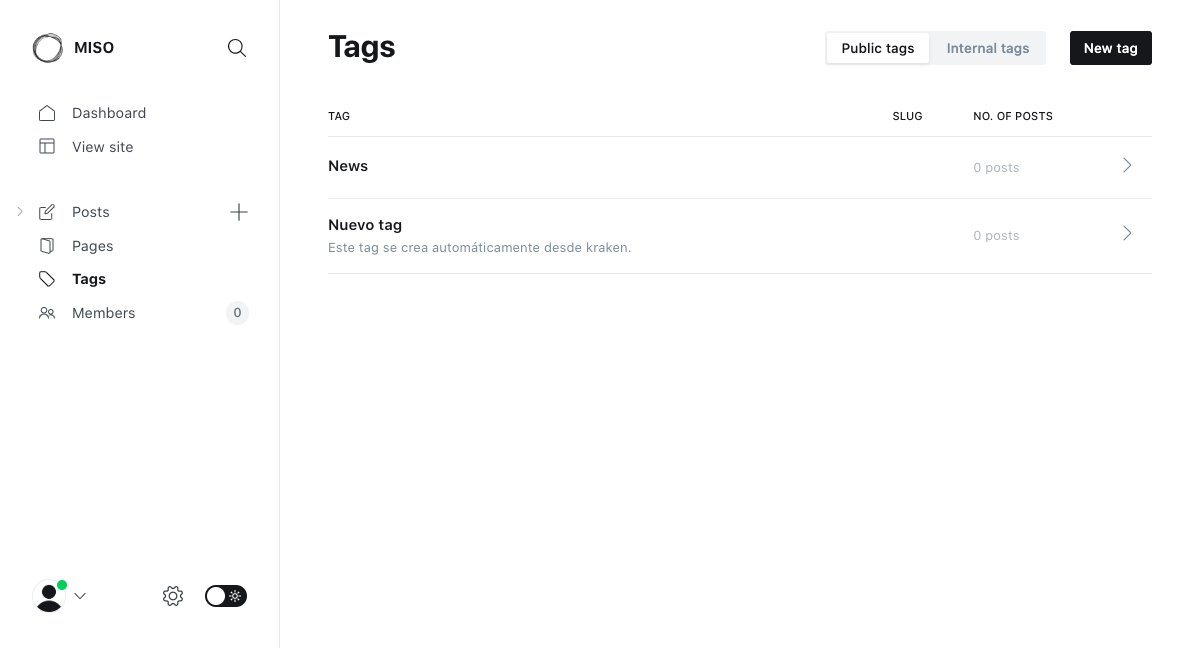 MISO
Dashboard
View site
Posts
Pages
Tags
Members
0
Tags
Public tags
Internal tags
New tag
TAG
SLUG
NO. OF POSTS
News
0 posts
Nuevo tag
Este tag se crea automáticamente desde kraken.
0 posts